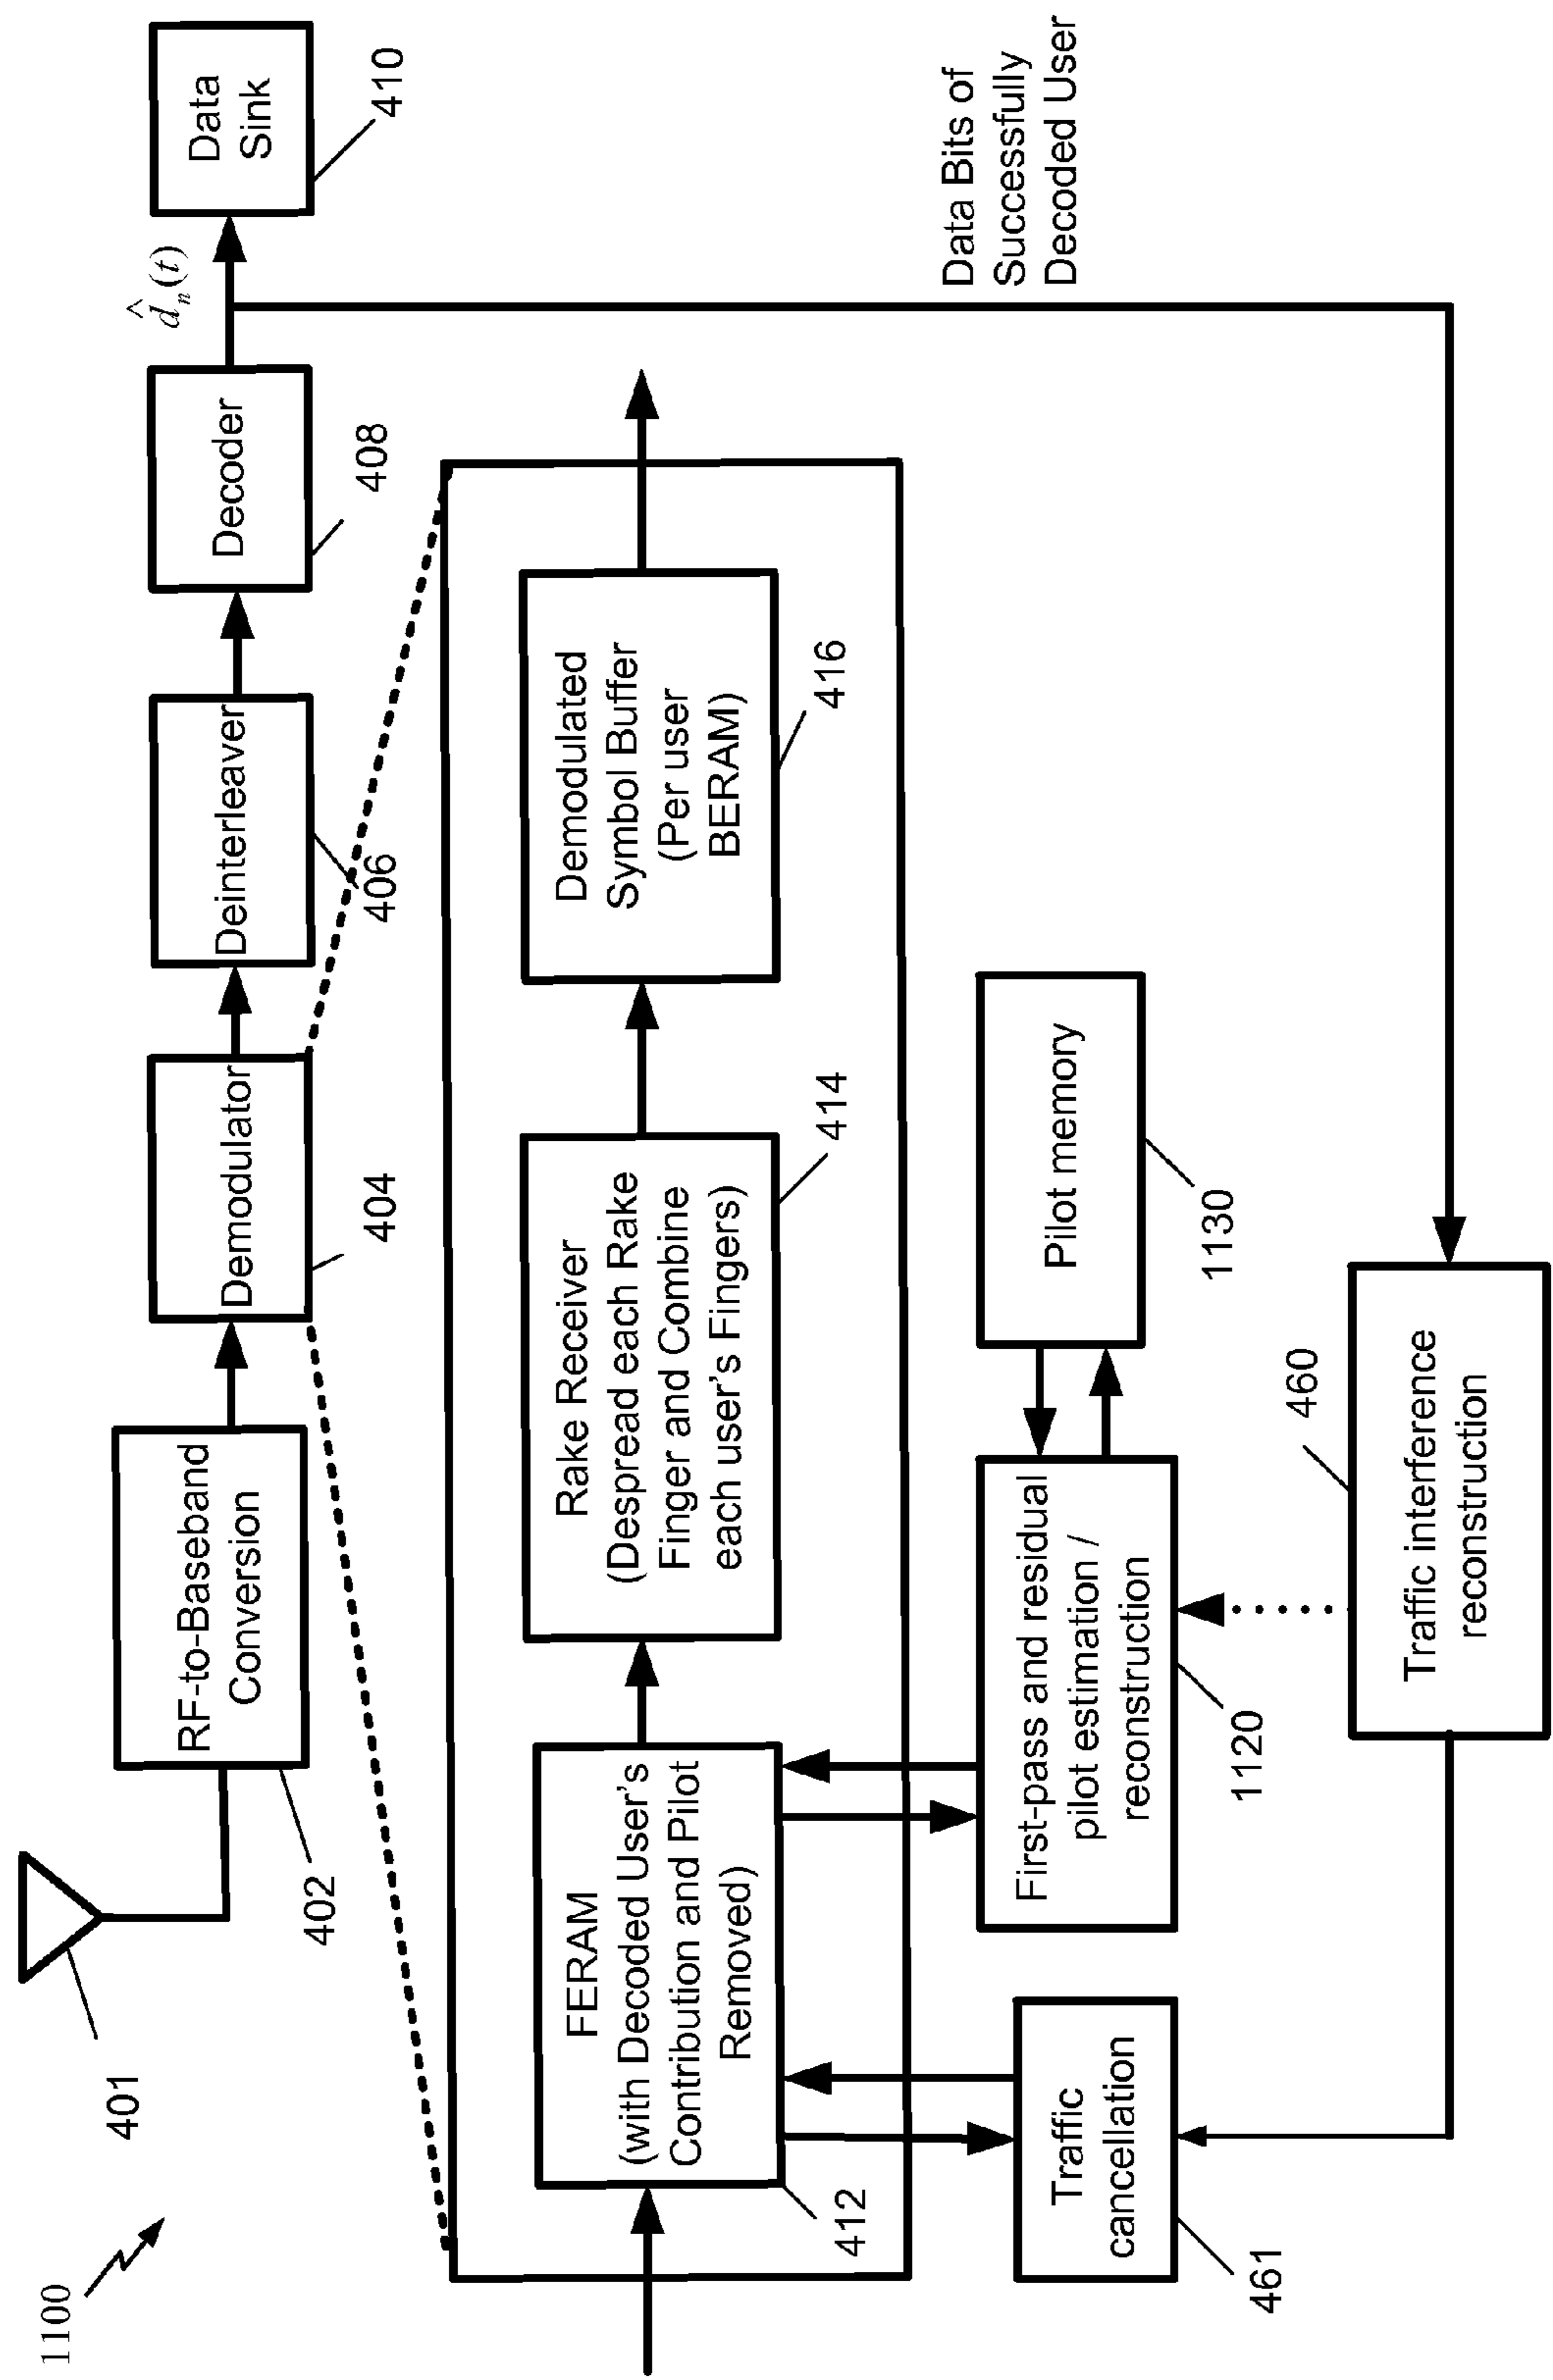 1100
401
RF-to-Baseband
Conversion
402
Demodulator
404
Deinterleaver
406
Decoder
408
d̂n(t)
Data
Sink
410
FERAM
(with Decoded User's
Contribution and Pilot
Removed)
412
Rake Receiver
(Despread each Rake
Finger and Combine
each user's Fingers)
414
Demodulated
Symbol Buffer
(Per user
BERAM)
416
Traffic
cancellation
461
First-pass and residual
pilot estimation /
reconstruction
1120
Pilot memory
1130
Data Bits of
Successfully
Decoded User
Traffic interference
reconstruction
460